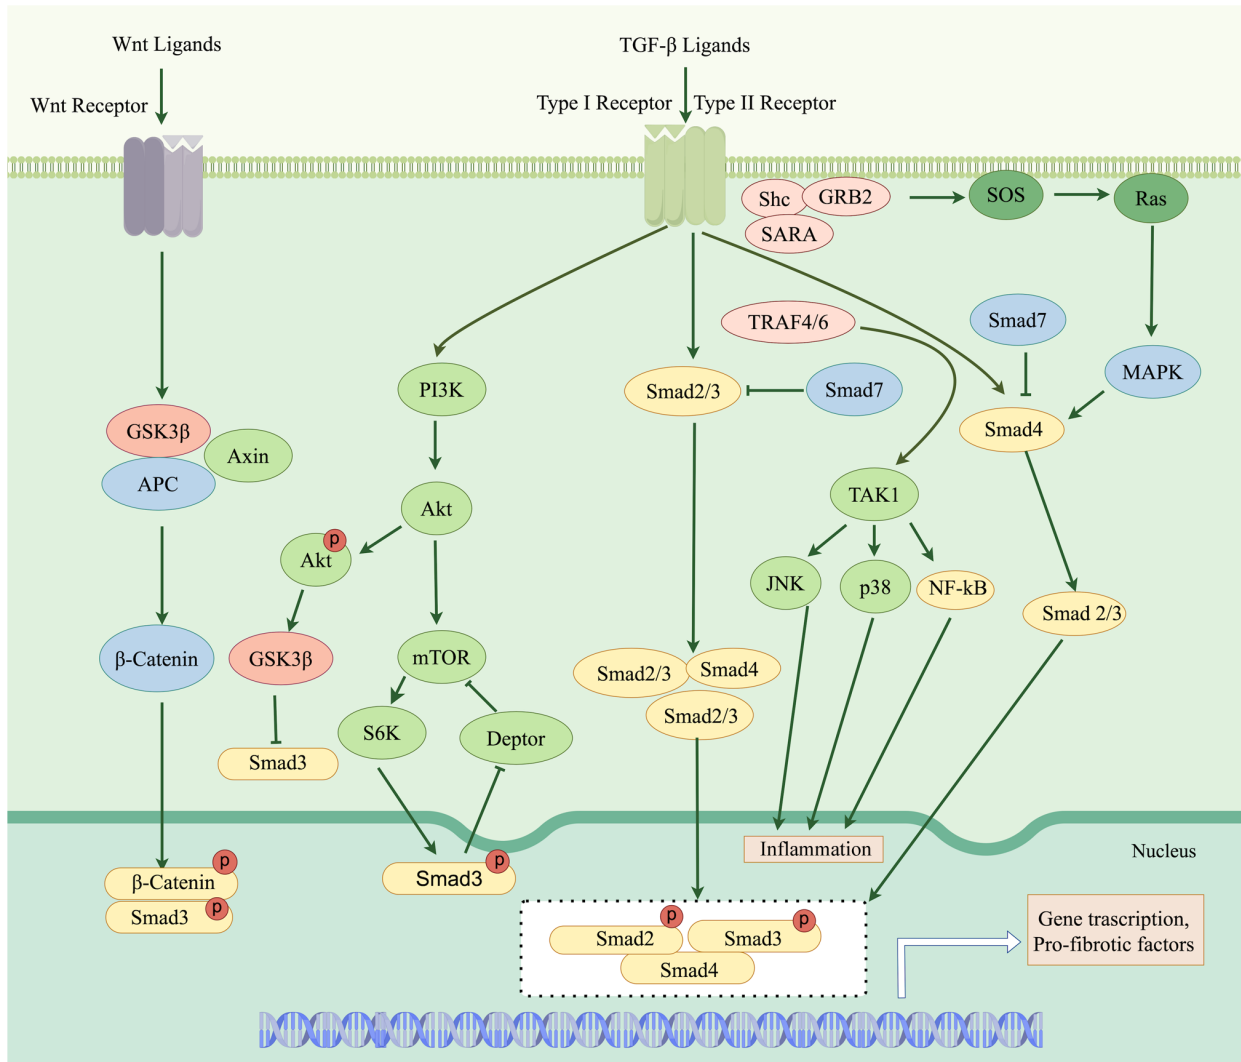 Wnt Ligands
TGF-β Ligands
Wnt Receptor
Type I Receptor
Type II Receptor
Shc
GRB2
SARA
SOS
Ras
TRAF4/6
Smad7
MAPK
PI3K
Smad2/3
Smad7
Smad4
GSK3β
Axin
APC
Akt
TAK1
Akt
p
JNK
p38
NF-kB
Smad 2/3
β-Catenin
GSK3β
mTOR
Smad2/3
Smad4
Smad2/3
S6K
Deptor
Smad3
Inflammation
Nucleus
β-Catenin
p
Smad3
p
Smad3
p
Smad2
p
Smad3
p
Smad4
Gene trascription,
Pro-fibrotic factors